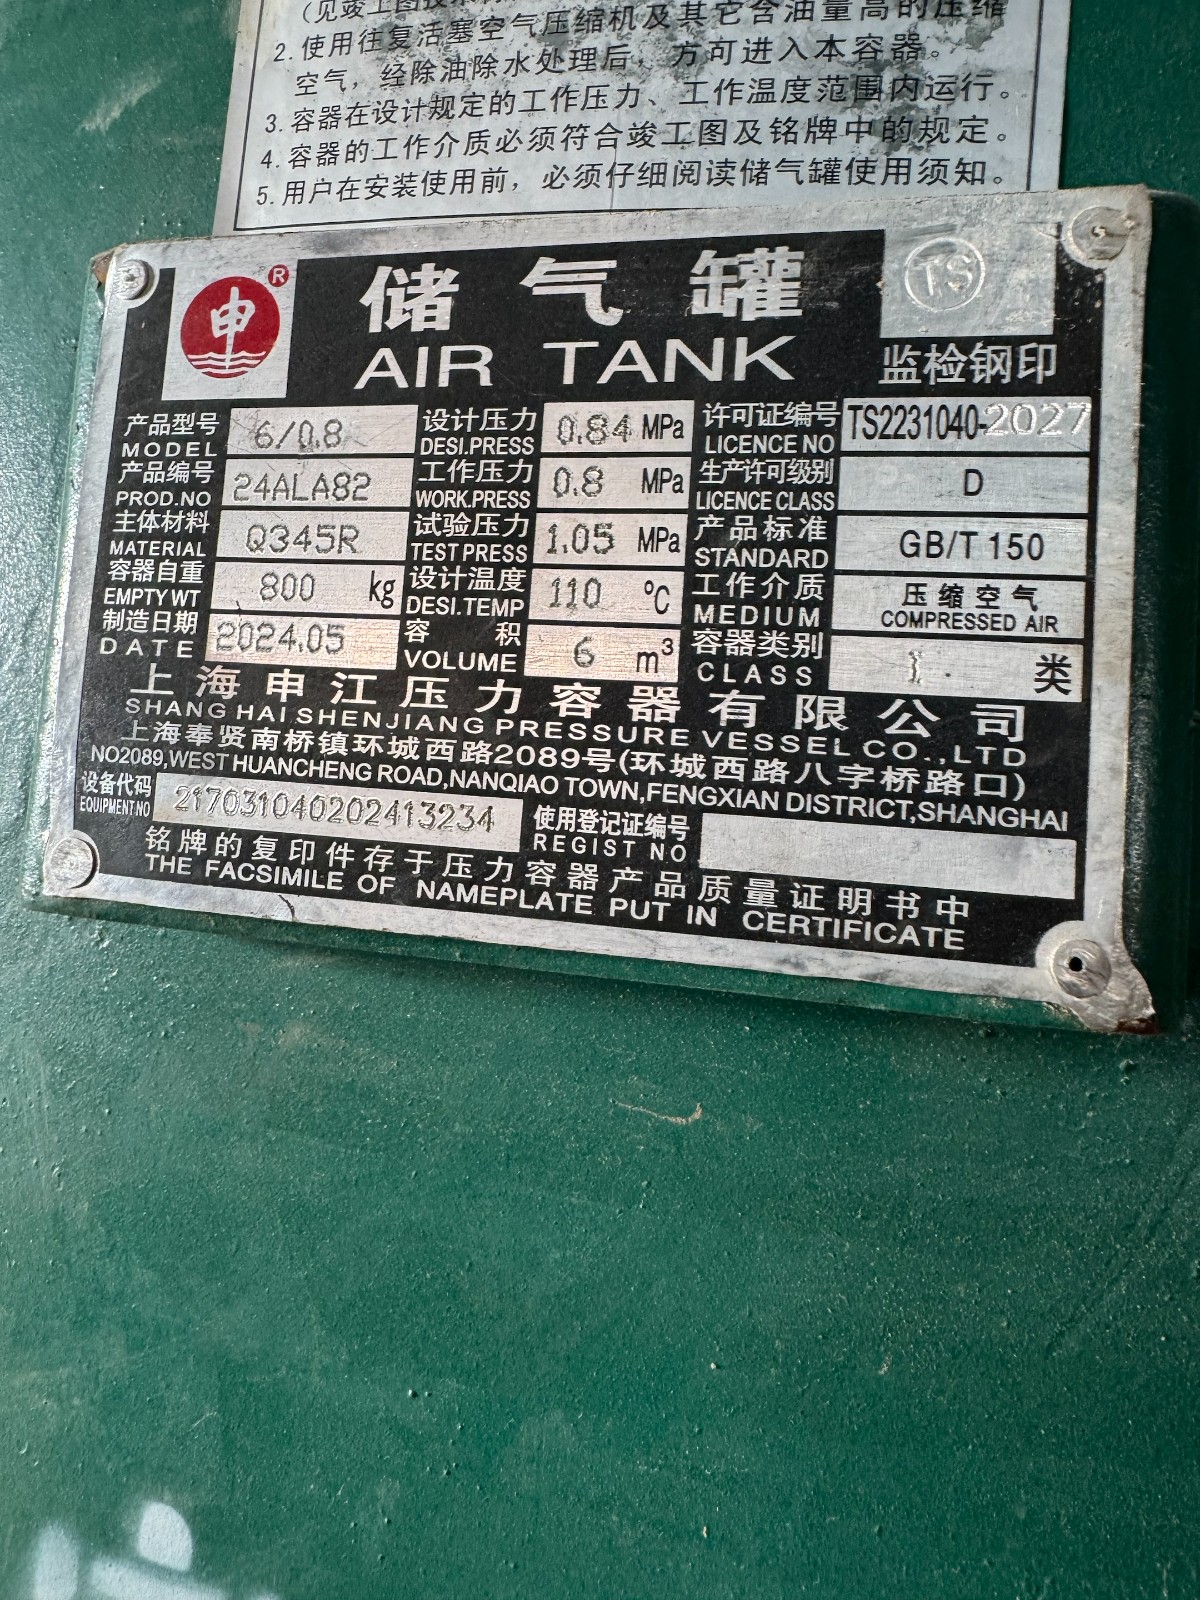 2.使用往复活塞空气压缩机及其它含油量高的压缩
空气，经除油除水处理后，方可进入本容器。
3.容器在设计规定的工作压力、工作温度范围内运行。
4.容器的工作介质必须符合竣工图及铭牌中的规定。
5.用户在安装使用前，必须仔细阅读储气罐使用须知。
申 ®
储气罐
AIR TANK
TS
监检钢印
产品型号 MODEL 6/0.8 设计压力 DESI.PRESS 0.84 MPa 许可证编号 LICENCE NO TS2231040-2027
产品编号 PROD.NO 24ALA82 工作压力 WORK.PRESS 0.8 MPa 生产许可级别 LICENCE CLASS D
主体材料 MATERIAL Q345R 试验压力 TEST PRESS 1.05 MPa 产品标准 STANDARD GB/T 150
容器自重 EMPTY WT 800 kg 设计温度 DESI.TEMP 110 ℃ 工作介质 MEDIUM 压缩空气 COMPRESSED AIR
制造日期 DATE 2024.05 容积 VOLUME 6 m³ 容器类别 CLASS 1 类
上海申江压力容器有限公司
SHANG HAI SHENJIANG PRESSURE VESSEL CO.,LTD
上海奉贤南桥镇环城西路2089号(环城西路八字桥路口)
NO2089,WEST HUANCHENG ROAD,NANQIAO TOWN,FENGXIAN DISTRICT,SHANGHAI
设备代码 EQUIPMENT.NO 217031040202413234 使用登记证编号 REGIST NO
铭牌的复印件存于压力容器产品质量证明书中
THE FACSIMILE OF NAMEPLATE PUT IN CERTIFICATE